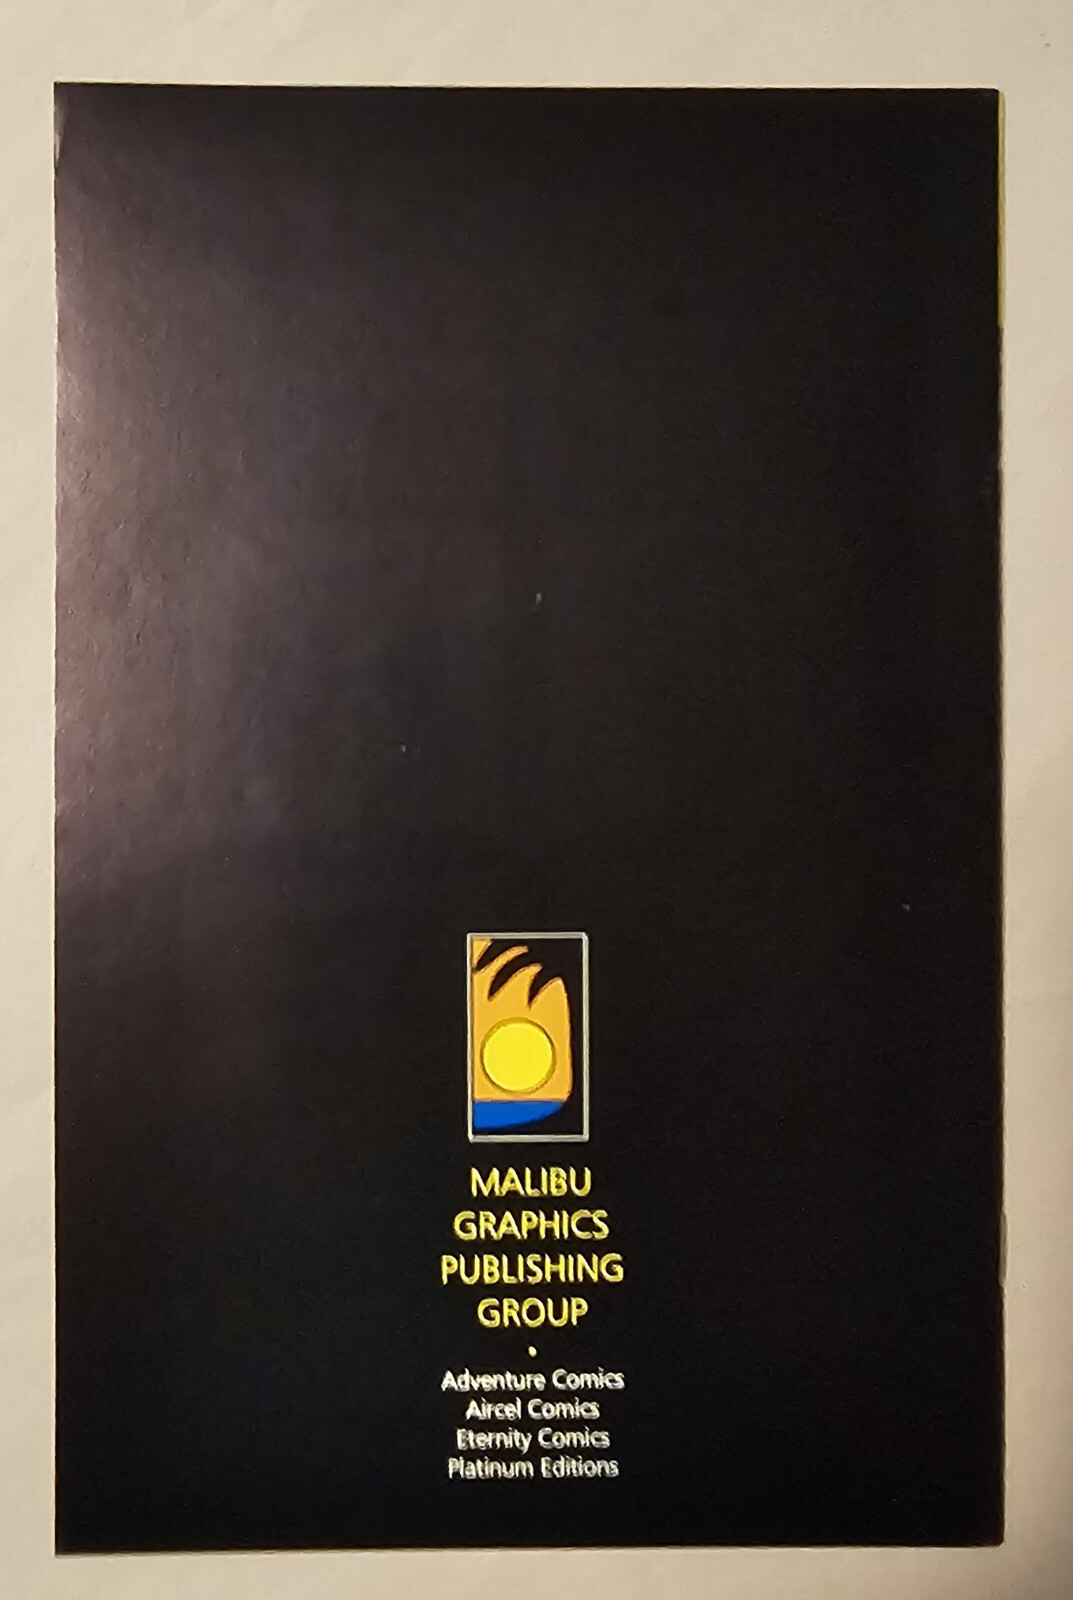 MALIBU
GRAPHICS
PUBLISHING
GROUP
•
Adventure Comics
Aircel Comics
Eternity Comics
Platinum Editions